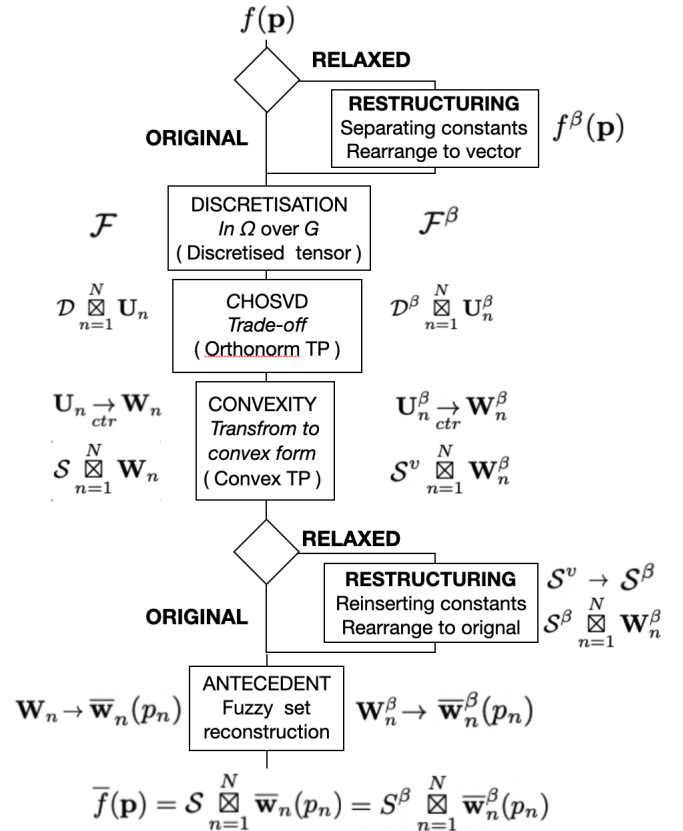 f(p)
RELAXED
RESTRUCTURING
Separating constants
Rearrange to vector
f^β(p)
ORIGINAL
DISCRETISATION
In Ω over G
( Discretised tensor )
ℱ
ℱ^β
CHOSVD
Trade-off
( Orthonorm TP )
𝒟 ⊠_{n=1}^{N} U_n
𝒟^β ⊠_{n=1}^{N} U_n^β
CONVEXITY
Transfrom to
convex form
( Convex TP )
U_n →_{ctr} W_n
𝒮 ⊠_{n=1}^{N} W_n
U_n^β →_{ctr} W_n^β
𝒮^v ⊠_{n=1}^{N} W_n^β
RELAXED
RESTRUCTURING
Reinserting constants
Rearrange to orignal
𝒮^v → 𝒮^β
𝒮^β ⊠_{n=1}^{N} W_n^β
ORIGINAL
ANTECEDENT
Fuzzy set
reconstruction
W_n → w̅_n(p_n)
W_n^β → w̅_n^β(p_n)
f̅(p) = 𝒮 ⊠_{n=1}^{N} w̅_n(p_n) = S^β ⊠_{n=1}^{N} w̅_n^β(p_n)